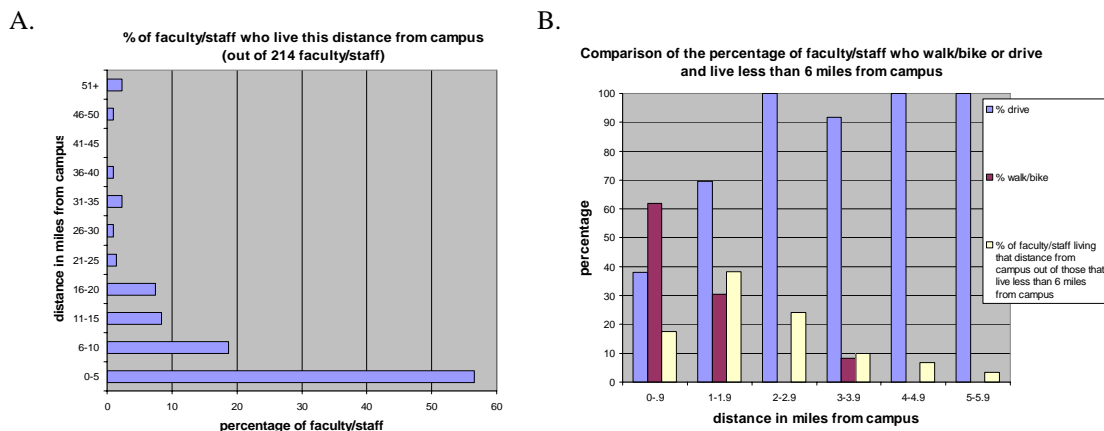 A.
% of faculty/staff who live this distance from campus
(out of 214 faculty/staff)
distance in miles from campus
51+
46-50
41-45
36-40
31-35
26-30
21-25
16-20
11-15
6-10
0-5
0 10 20 30 40 50 60
percentage of faculty/staff
B.
Comparison of the percentage of faculty/staff who walk/bike or drive
and live less than 6 miles from campus
percentage
100
90
80
70
60
50
40
30
20
10
0
0-.9 1-1.9 2-2.9 3-3.9 4-4.9 5-5.9
distance in miles from campus
% drive
% walk/bike
% of faculty/staff living
that distance from
campus out of those that
live less than 6 miles
from campus